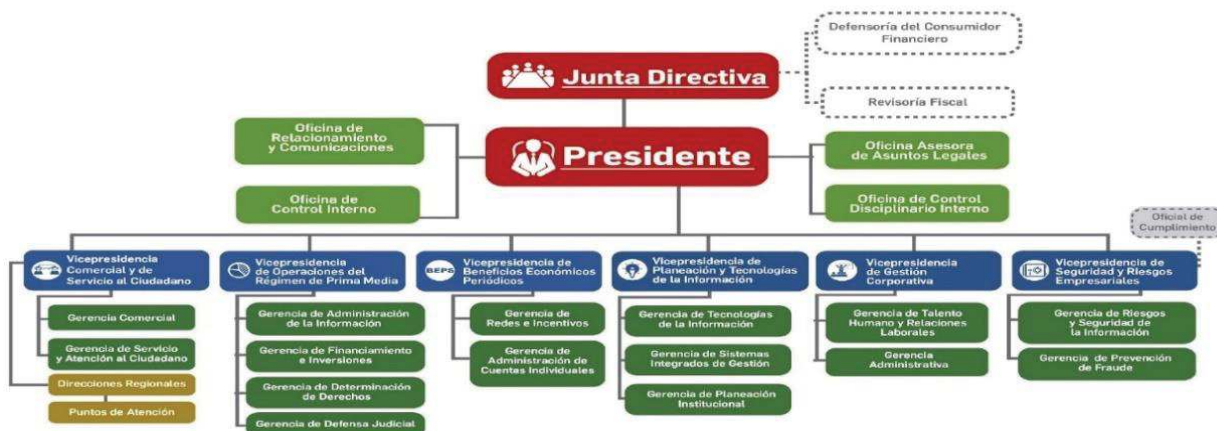 Defensoría del Consumidor
Financiero
Junta Directiva
Revisoría Fiscal
Oficina de
Relacionamiento
y Comunicaciones
Presidente
Oficina Asesora
de Asuntos Legales
Oficina de
Control Interno
Oficina de Control
Disciplinario Interno
Oficial de
Cumplimiento
Vicepresidencia
Comercial y de
Servicio al Ciudadano
Vicepresidencia
de Operaciones del
Régimen de Prima Media
BEPS
Vicepresidencia de
Beneficios Económicos
Periódicos
Vicepresidencia de
Planeación y Tecnologías
de la Información
Vicepresidencia
de Gestión
Corporativa
Vicepresidencia de
Seguridad y Riesgos
Empresariales
Gerencia Comercial
Gerencia de Servicio
y Atención al Ciudadano
Direcciones Regionales
Puntos de Atención
Gerencia de Administración
de la Información
Gerencia de Financiamiento
e Inversiones
Gerencia de Determinación
de Derechos
Gerencia de Defensa Judicial
Gerencia de
Redes e Incentivos
Gerencia de
Administración de
Cuentas Individuales
Gerencia de Tecnologías
de la Información
Gerencia de Sistemas
Integrados de Gestión
Gerencia de Planeación
Institucional
Gerencia de Talento
Humano y Relaciones
Laborales
Gerencia
Administrativa
Gerencia de Riesgos
y Seguridad de
la Información
Gerencia de Prevención
de Fraude